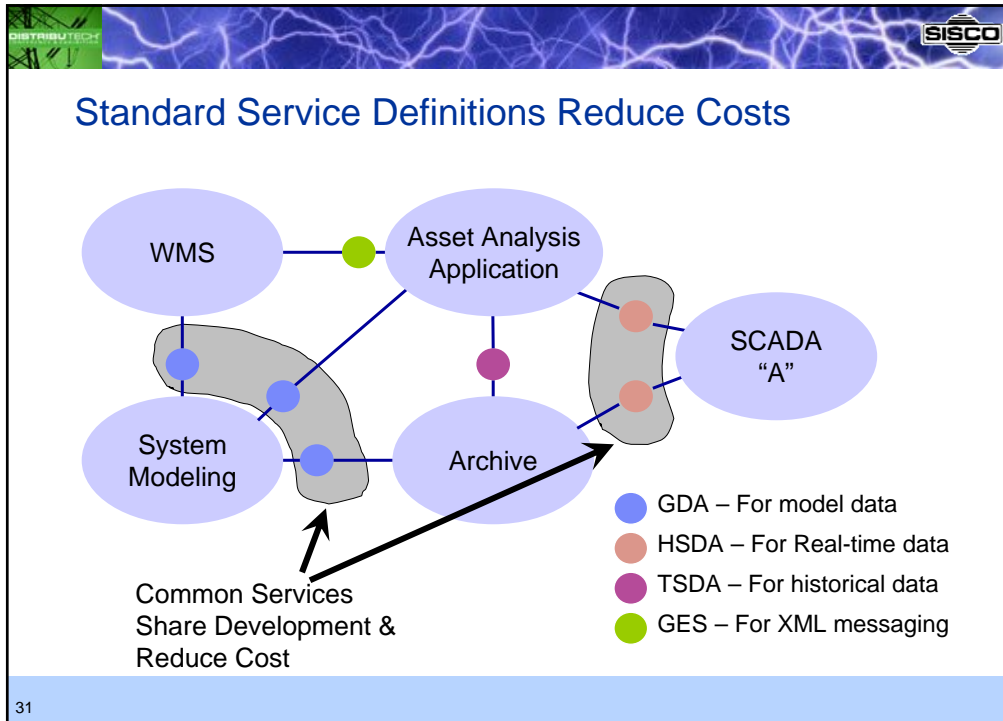 DISTRIBUTECH
CONFERENCE & EXHIBITION
SISCO
Standard Service Definitions Reduce Costs
WMS
Asset Analysis
Application
SCADA
“A”
System
Modeling
Archive
GDA – For model data
HSDA – For Real-time data
TSDA – For historical data
GES – For XML messaging
Common Services
Share Development &
Reduce Cost
31